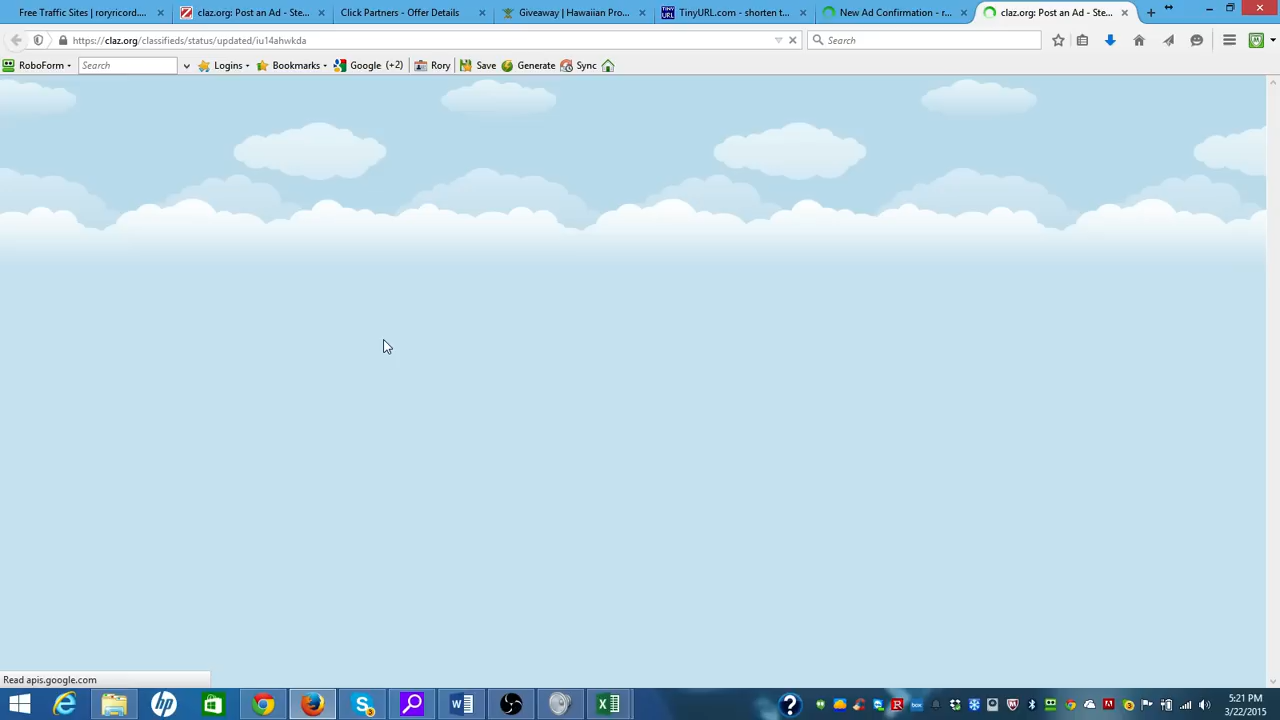 Free Traffic Sites | roryricord....
claz.org: Post an Ad - Ste...
Click Partners - Offer Details
Giveaway | Hawaiian Pro...
TinyURL.com - shorten t...
New Ad Confirmation - r...
claz.org: Post an Ad - Ste...
https://claz.org/classifieds/status/updated/iu14ahwkda
Search
RoboForm
Search
Logins
Bookmarks
Google (+2)
Rory
Save
Generate
Sync
Read apis.google.com
5:21 PM
3/22/2015